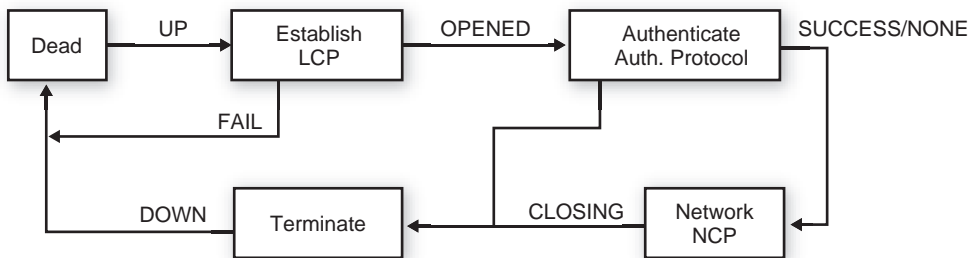 Dead
UP
Establish
LCP
OPENED
Authenticate
Auth. Protocol
SUCCESS/NONE
FAIL
DOWN
Terminate
CLOSING
Network
NCP